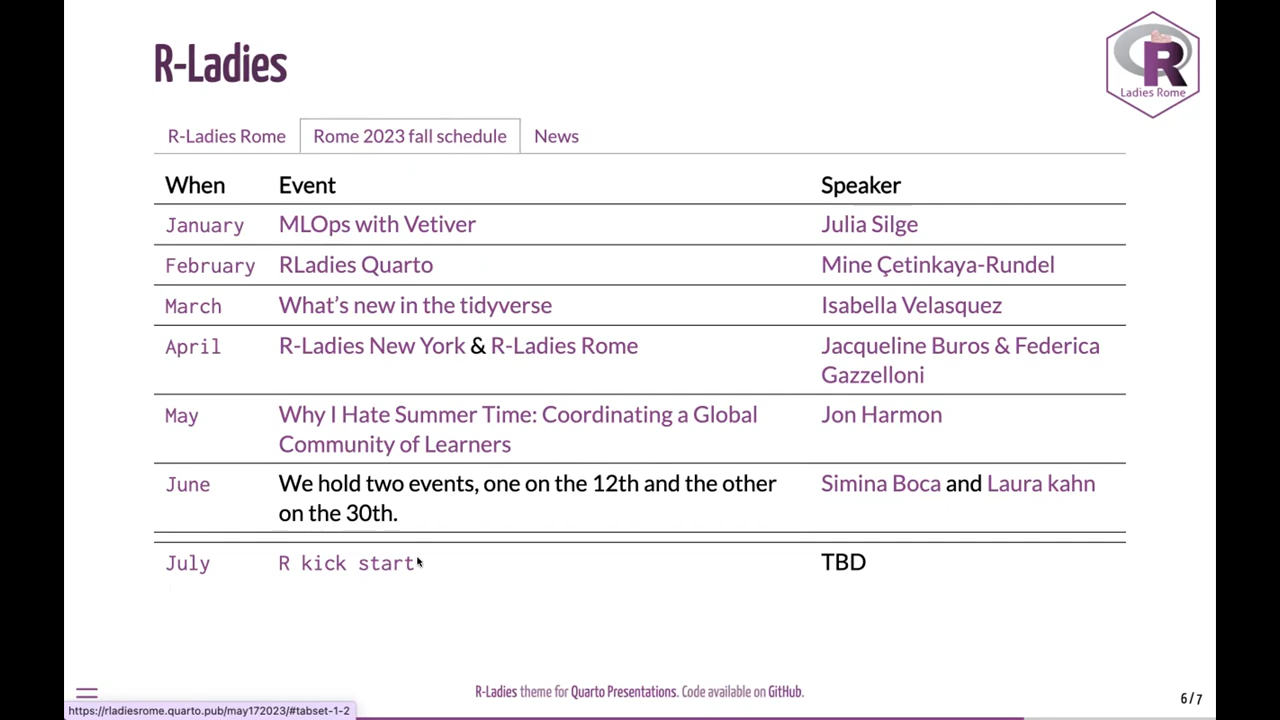 R-Ladies
R
Ladies Rome
R-Ladies Rome Rome 2023 fall schedule News
When Event Speaker
January MLOps with Vetiver Julia Silge
February RLadies Quarto Mine Çetinkaya-Rundel
March What's new in the tidyverse Isabella Velasquez
April R-Ladies New York & R-Ladies Rome Jacqueline Buros & Federica
Gazzelloni
May Why I Hate Summer Time: Coordinating a Global Jon Harmon
Community of Learners
June We hold two events, one on the 12th and the other Simina Boca and Laura kahn
on the 30th.
July R kick start TBD
R-Ladies theme for Quarto Presentations. Code available on GitHub.
6 / 7
https://rladiesrome.quarto.pub/may172023/#tabset-1-2